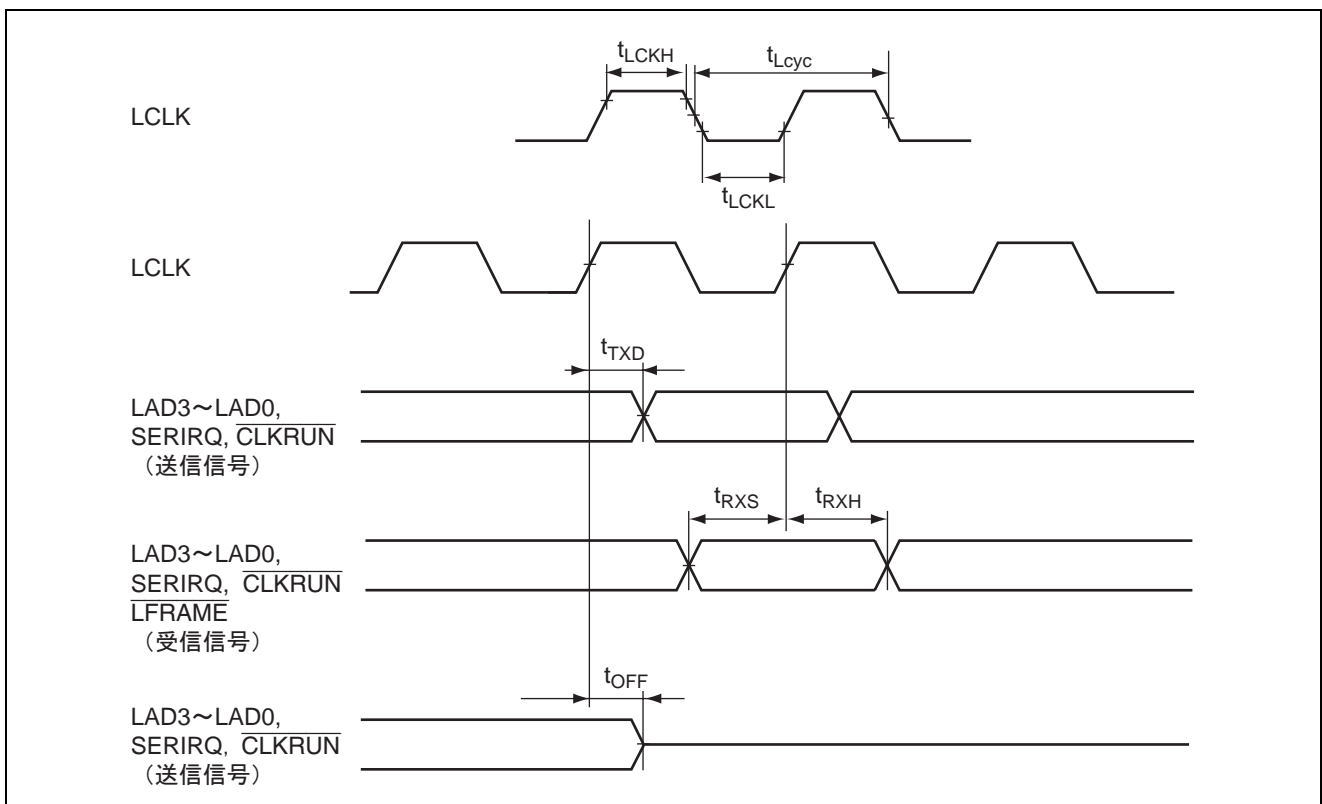 tLCKH
tLcyc
LCLK
tLCKL
LCLK
tTXD
LAD3～LAD0,
SERIRQ, CLKRUN
（送信信号）
tRXS
tRXH
LAD3～LAD0,
SERIRQ, CLKRUN
LFRAME
（受信信号）
tOFF
LAD3～LAD0,
SERIRQ, CLKRUN
（送信信号）